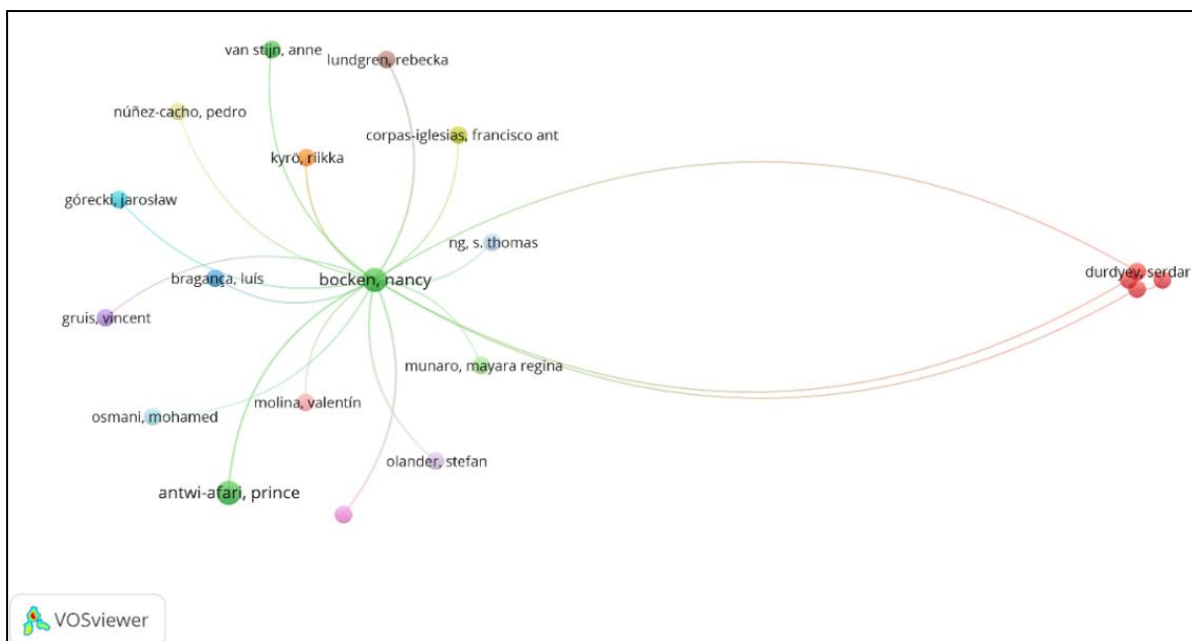 van stijn, anne
lundgren, rebecka
núñez-cacho, pedro
corpas-iglesias, francisco ant
kyrö, riikka
górecki, jarosław
ng, s. thomas
bragança, luís
bocken, nancy
durdyev, serdar
gruis, vincent
munaro, mayara regina
molina, valentín
osmani, mohamed
olander, stefan
antwi-afari, prince
VOSviewer